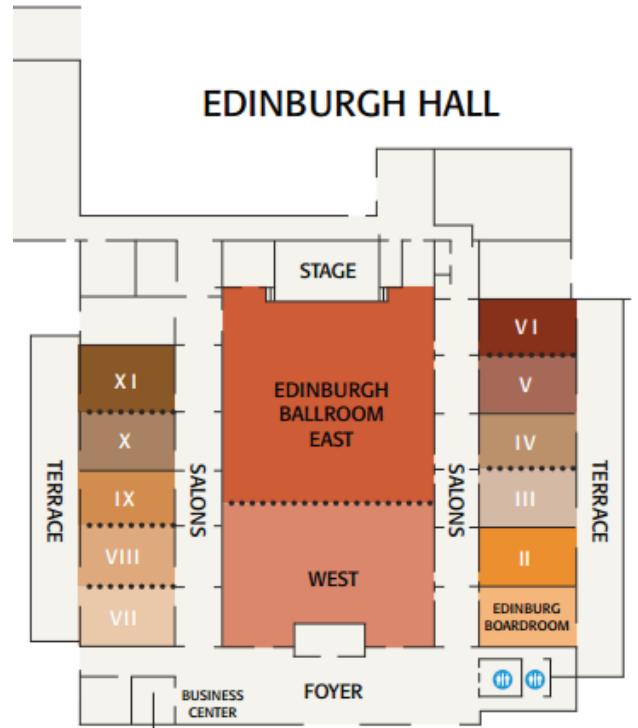 EDINBURGH HALL
STAGE
VI
XI
EDINBURGH
BALLROOM
EAST
V
X
IV
TERRACE
SALONS
SALONS
TERRACE
IX
III
VIII
II
WEST
VII
EDINBURG
BOARDROOM
FOYER
BUSINESS
CENTER